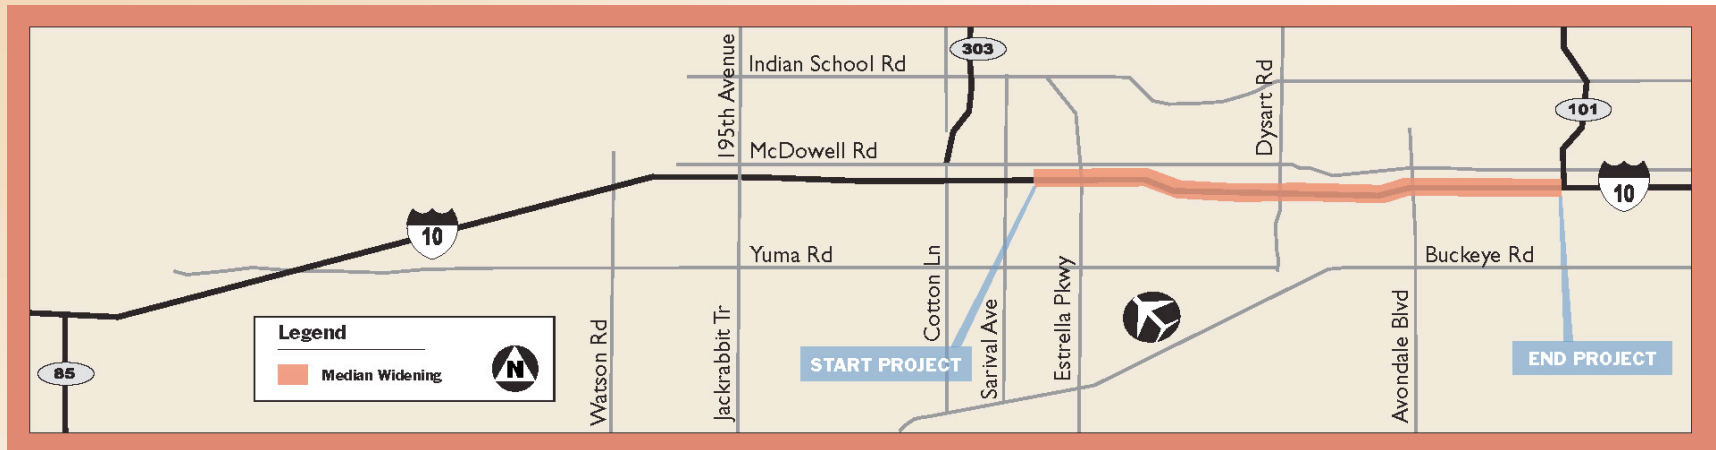 195th Avenue
Indian School Rd
303
Dysart Rd
101
McDowell Rd
10
10
Yuma Rd
Buckeye Rd
Cotton Ln
Sarival Ave
Estrella Pkwy
Avondale Blvd
Watson Rd
Jackrabbit Tr
85
Legend
Median Widening
N
START PROJECT
END PROJECT